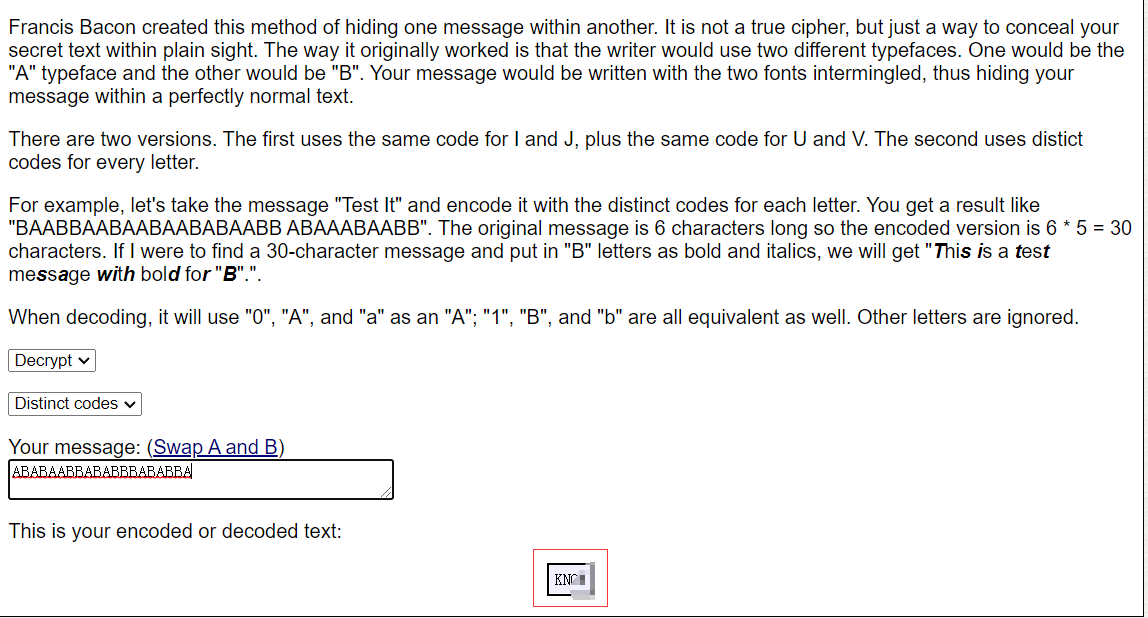 Francis Bacon created this method of hiding one message within another. It is not a true cipher, but just a way to conceal your
secret text within plain sight. The way it originally worked is that the writer would use two different typefaces. One would be the
"A" typeface and the other would be "B". Your message would be written with the two fonts intermingled, thus hiding your
message within a perfectly normal text.
There are two versions. The first uses the same code for I and J, plus the same code for U and V. The second uses distict
codes for every letter.
For example, let's take the message "Test It" and encode it with the distinct codes for each letter. You get a result like
"BAABBAABAABAABABAABB ABAAABAABB". The original message is 6 characters long so the encoded version is 6 * 5 = 30
characters. If I were to find a 30-character message and put in "B" letters as bold and italics, we will get "This is a test
message with bold for "B".".
When decoding, it will use "0", "A", and "a" as an "A"; "1", "B", and "b" are all equivalent as well. Other letters are ignored.
Decrypt
Distinct codes
Your message: (Swap A and B)
ABABAABBABABBBABABBA
This is your encoded or decoded text: